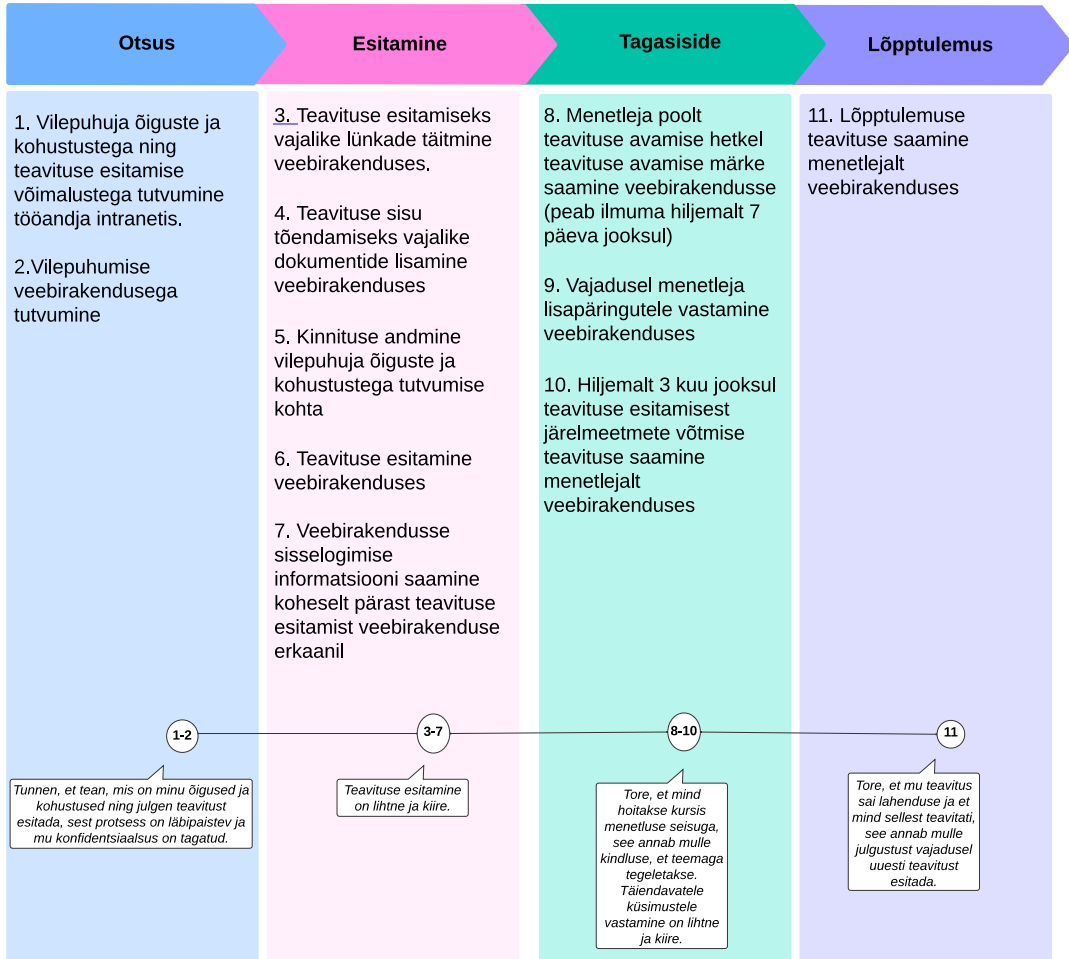 Otsus
Esitamine
Tagasiside
Lõpptulemus
1. Vilepuhuja õiguste ja
kohustustega ning
teavituse esitamise
võimalustega tutvumine
tööandja intranetis.
2.Vilepuhumise
veebirakendusega
tutvumine
3. Teavituse esitamiseks
vajalike lünkade täitmine
veebirakenduses.
4. Teavituse sisu
tõendamiseks vajalike
dokumentide lisamine
veebirakenduses
5. Kinnituse andmine
vilepuhuja õiguste ja
kohustustega tutvumise
kohta
6. Teavituse esitamine
veebirakenduses
7. Veebirakendusse
sisselogimise
informatsiooni saamine
koheselt pärast teavituse
esitamist veebirakenduse
erkaanil
8. Menetleja poolt
teavituse avamise hetkel
teavituse avamise märke
saamine veebirakendusse
(peab ilmuma hiljemalt 7
päeva jooksul)
9. Vajadusel menetleja
lisapäringutele vastamine
veebirakenduses
10. Hiljemalt 3 kuu jooksul
teavituse esitamisest
järelmeetmete võtmise
teavituse saamine
menetlejalt
veebirakenduses
11. Lõpptulemuse
teavituse saamine
menetlejalt
veebirakenduses
1-2
3-7
8-10
11
Tunnen, et tean, mis on minu õigused ja
kohustused ning julgen teavitust
esitada, sest protsess on läbipaistev ja
mu konfidentsiaalsus on tagatud.
Teavituse esitamine
on lihtne ja kiire.
Tore, et mind
hoitakse kursis
menetluse seisuga,
see annab mulle
kindluse, et teemaga
tegeletakse.
Täiendavatele
küsimustele
vastamine on lihtne
ja kiire.
Tore, et mu teavitus
sai lahenduse ja et
mind sellest teavitati,
see annab mulle
julgustust vajadusel
uuesti teavitust
esitada.